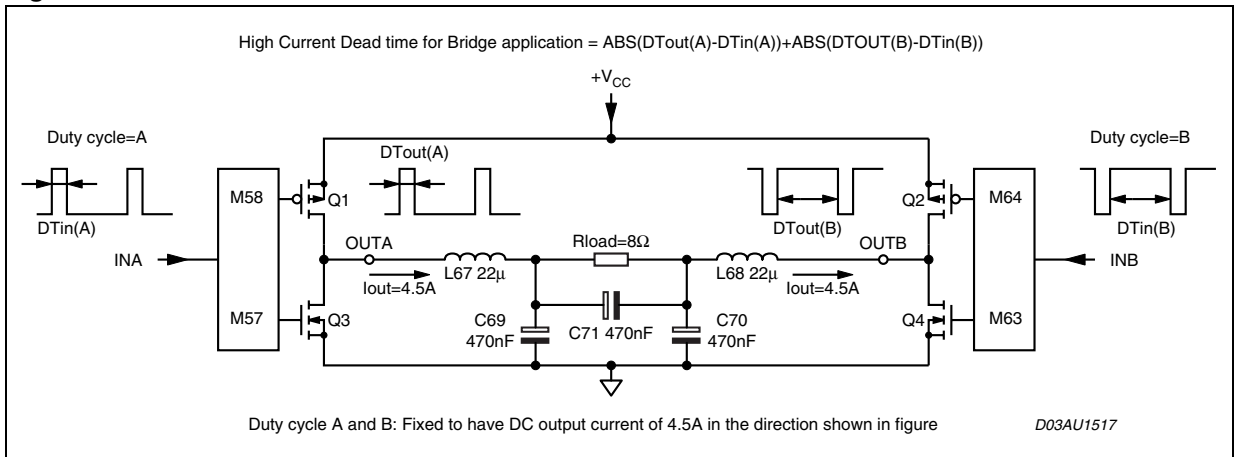 High Current Dead time for Bridge application = ABS(DTout(A)-DTin(A))+ABS(DTOUT(B)-DTin(B))
+VCC
Duty cycle=A
Duty cycle=B
DTout(A)
M58
Q1
Q2
M64
DTin(A)
DTout(B)
DTin(B)
INA
OUTA
Rload=8Ω
OUTB
INB
L67 22μ
L68 22μ
Iout=4.5A
Iout=4.5A
M57
Q3
C69
470nF
C71 470nF
C70
470nF
Q4
M63
Duty cycle A and B: Fixed to have DC output current of 4.5A in the direction shown in figure
D03AU1517